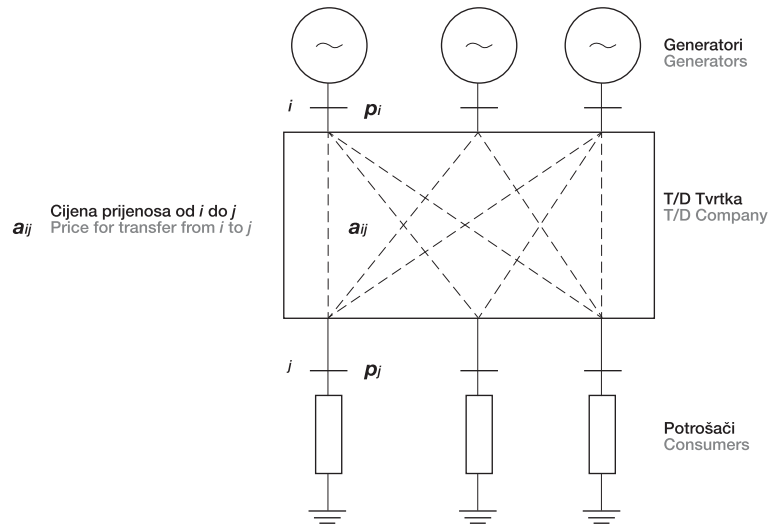 Generatori
Generators
i
pi
Cijena prijenosa od i do j
aij
Price for transfer from i to j
aij
T/D Tvrtka
T/D Company
j
pj
Potrošači
Consumers